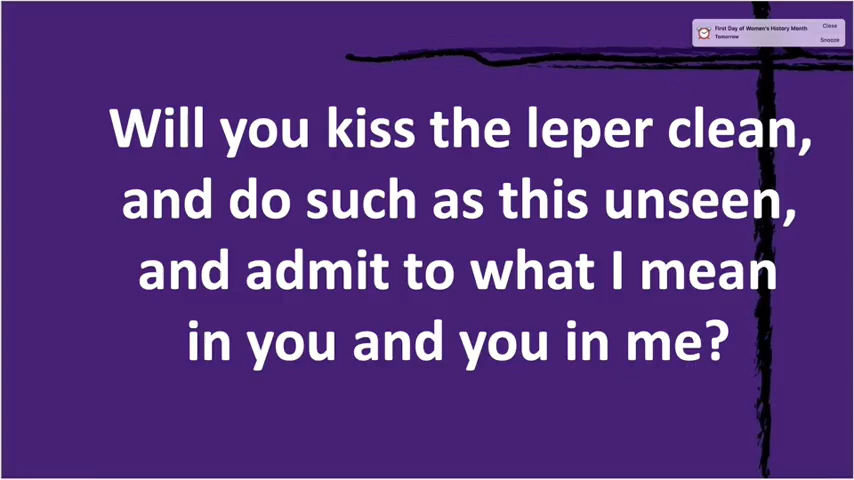 First Day of Women's History Month
Tomorrow
Close
Snooze
Will you kiss the leper clean,
and do such as this unseen,
and admit to what I mean
in you and you in me?